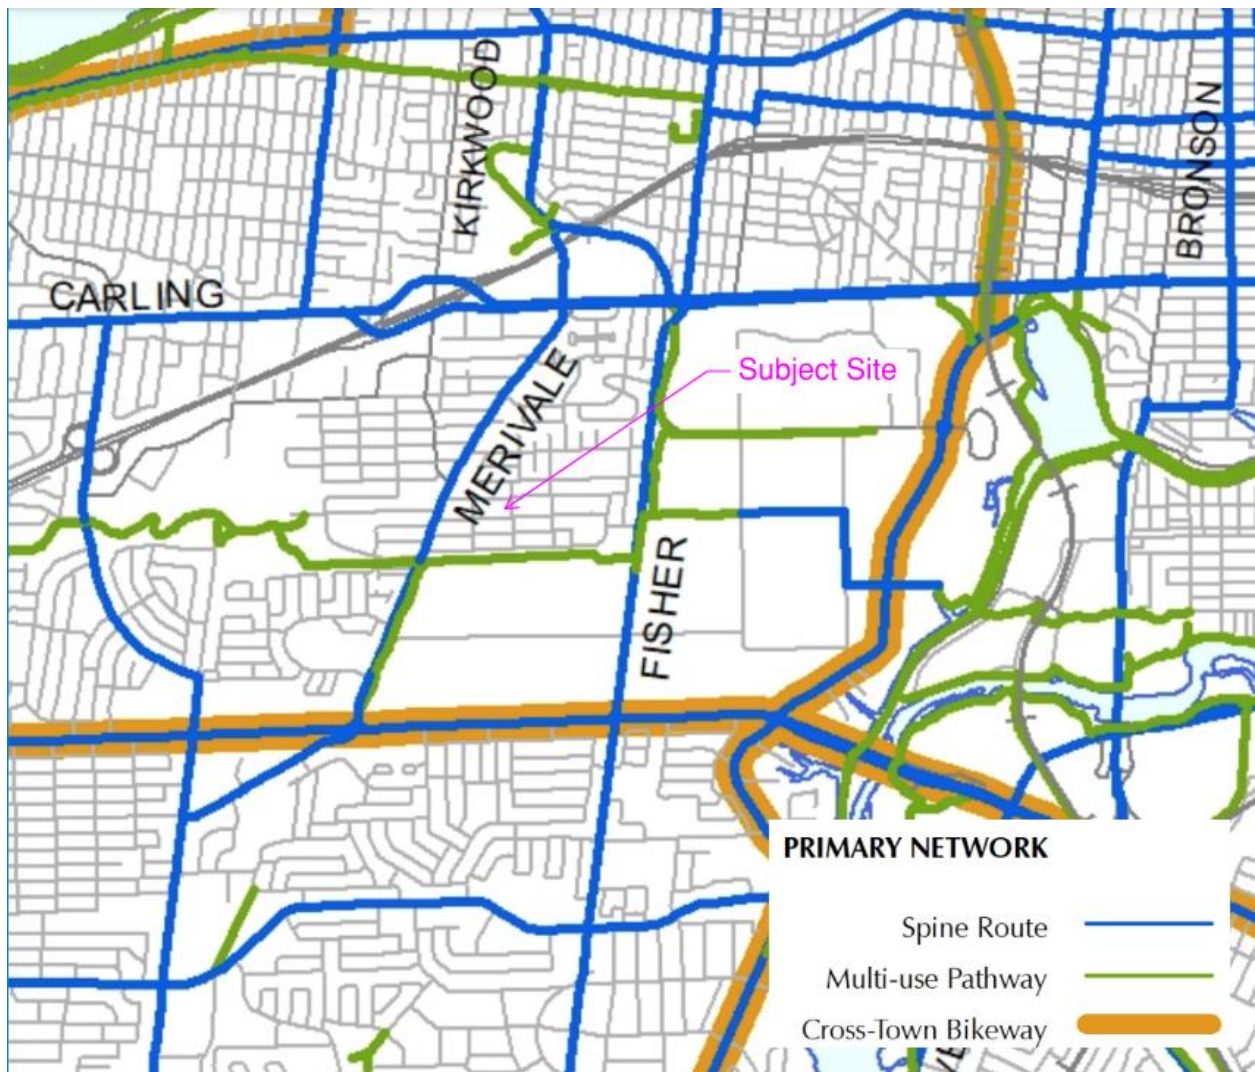 KIRKWOOD
BRONSON
CARLING
MERIVALE
Subject Site
FISHER
PRIMARY NETWORK
Spine Route
Multi-use Pathway
Cross-Town Bikeway